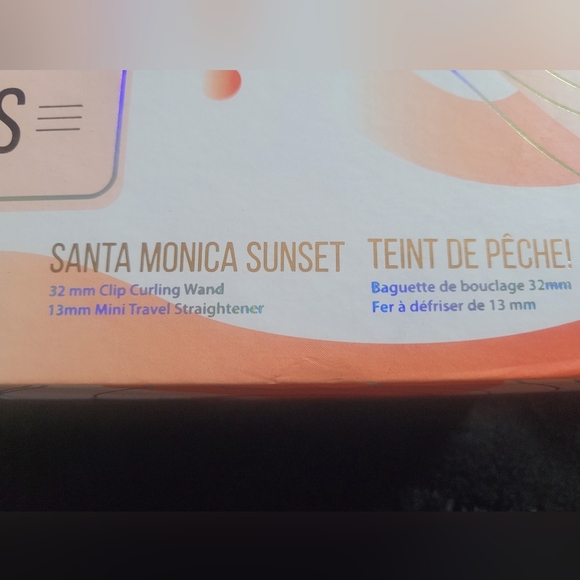 S
SANTA MONICA SUNSET
32 mm Clip Curling Wand
13mm Mini Travel Straightener
TEINT DE PÊCHE!
Baguette de bouclage 32mm
Fer à défriser de 13 mm